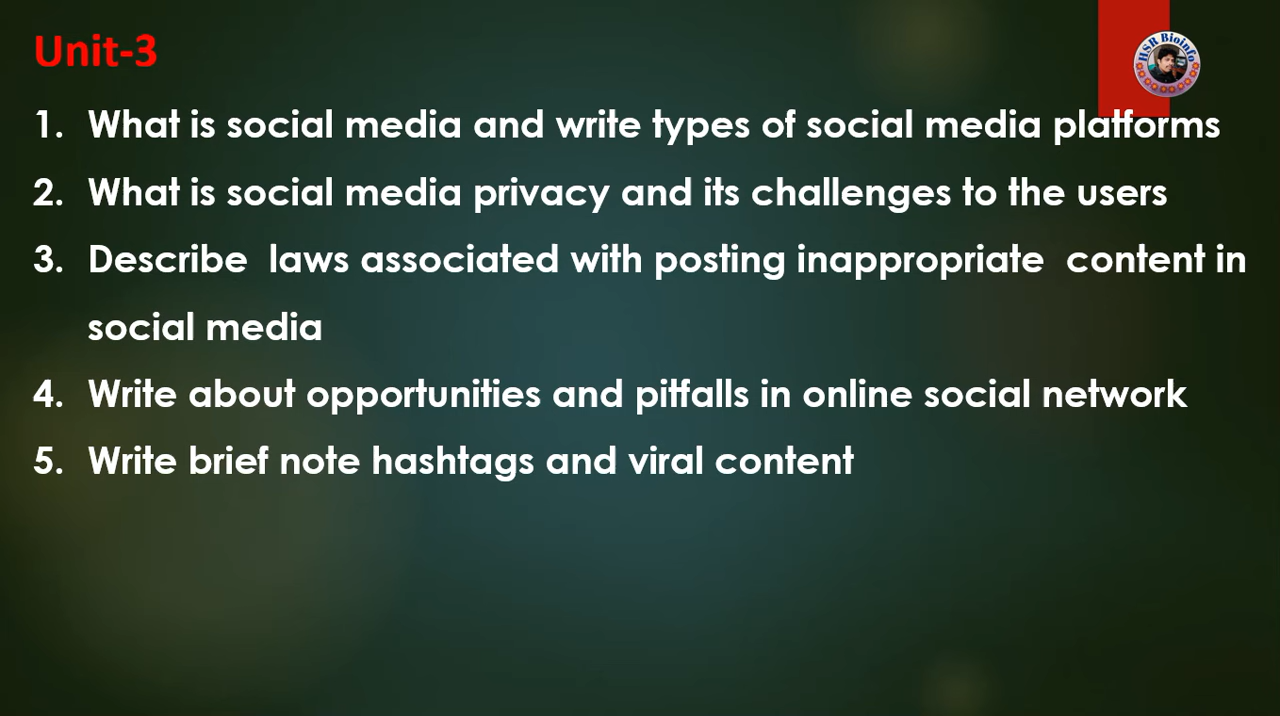 Unit-3
HSR Bioinfo
1. What is social media and write types of social media platforms
2. What is social media privacy and its challenges to the users
3. Describe laws associated with posting inappropriate content in
social media
4. Write about opportunities and pitfalls in online social network
5. Write brief note hashtags and viral content